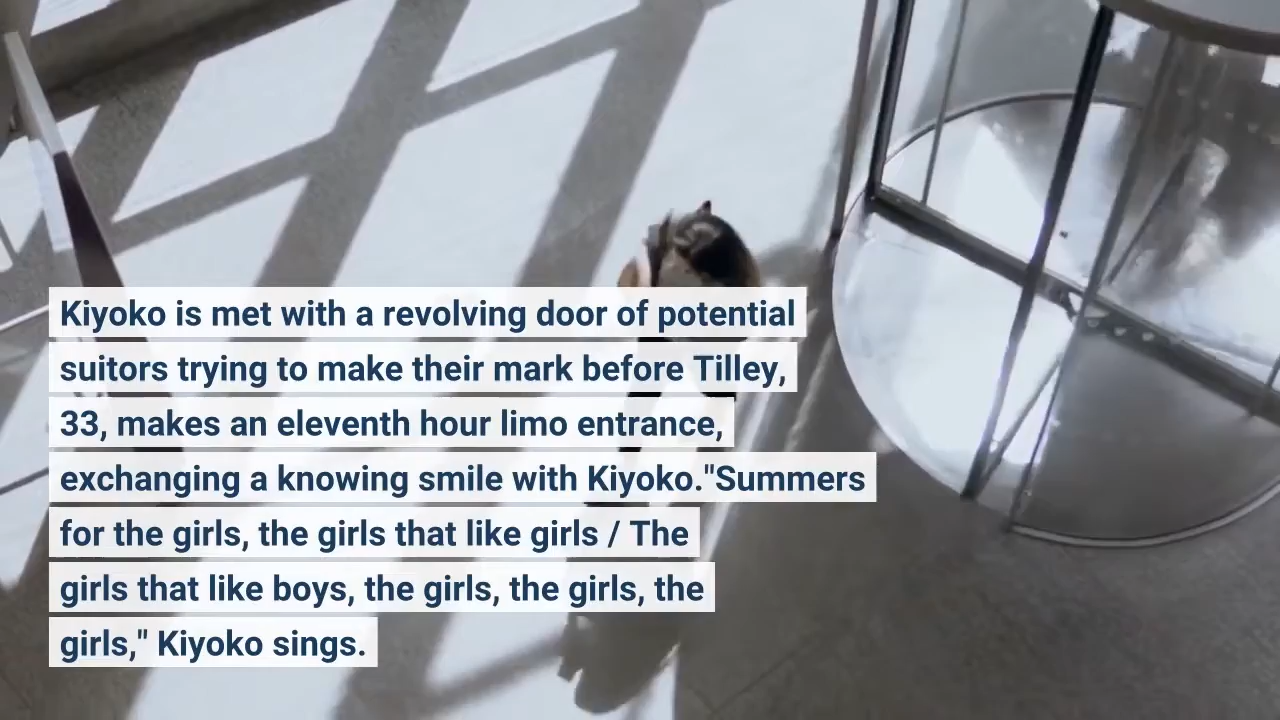 Kiyoko is met with a revolving door of potential
suitors trying to make their mark before Tilley,
33, makes an eleventh hour limo entrance,
exchanging a knowing smile with Kiyoko."Summers
for the girls, the girls that like girls / The
girls that like boys, the girls, the girls, the
girls," Kiyoko sings.